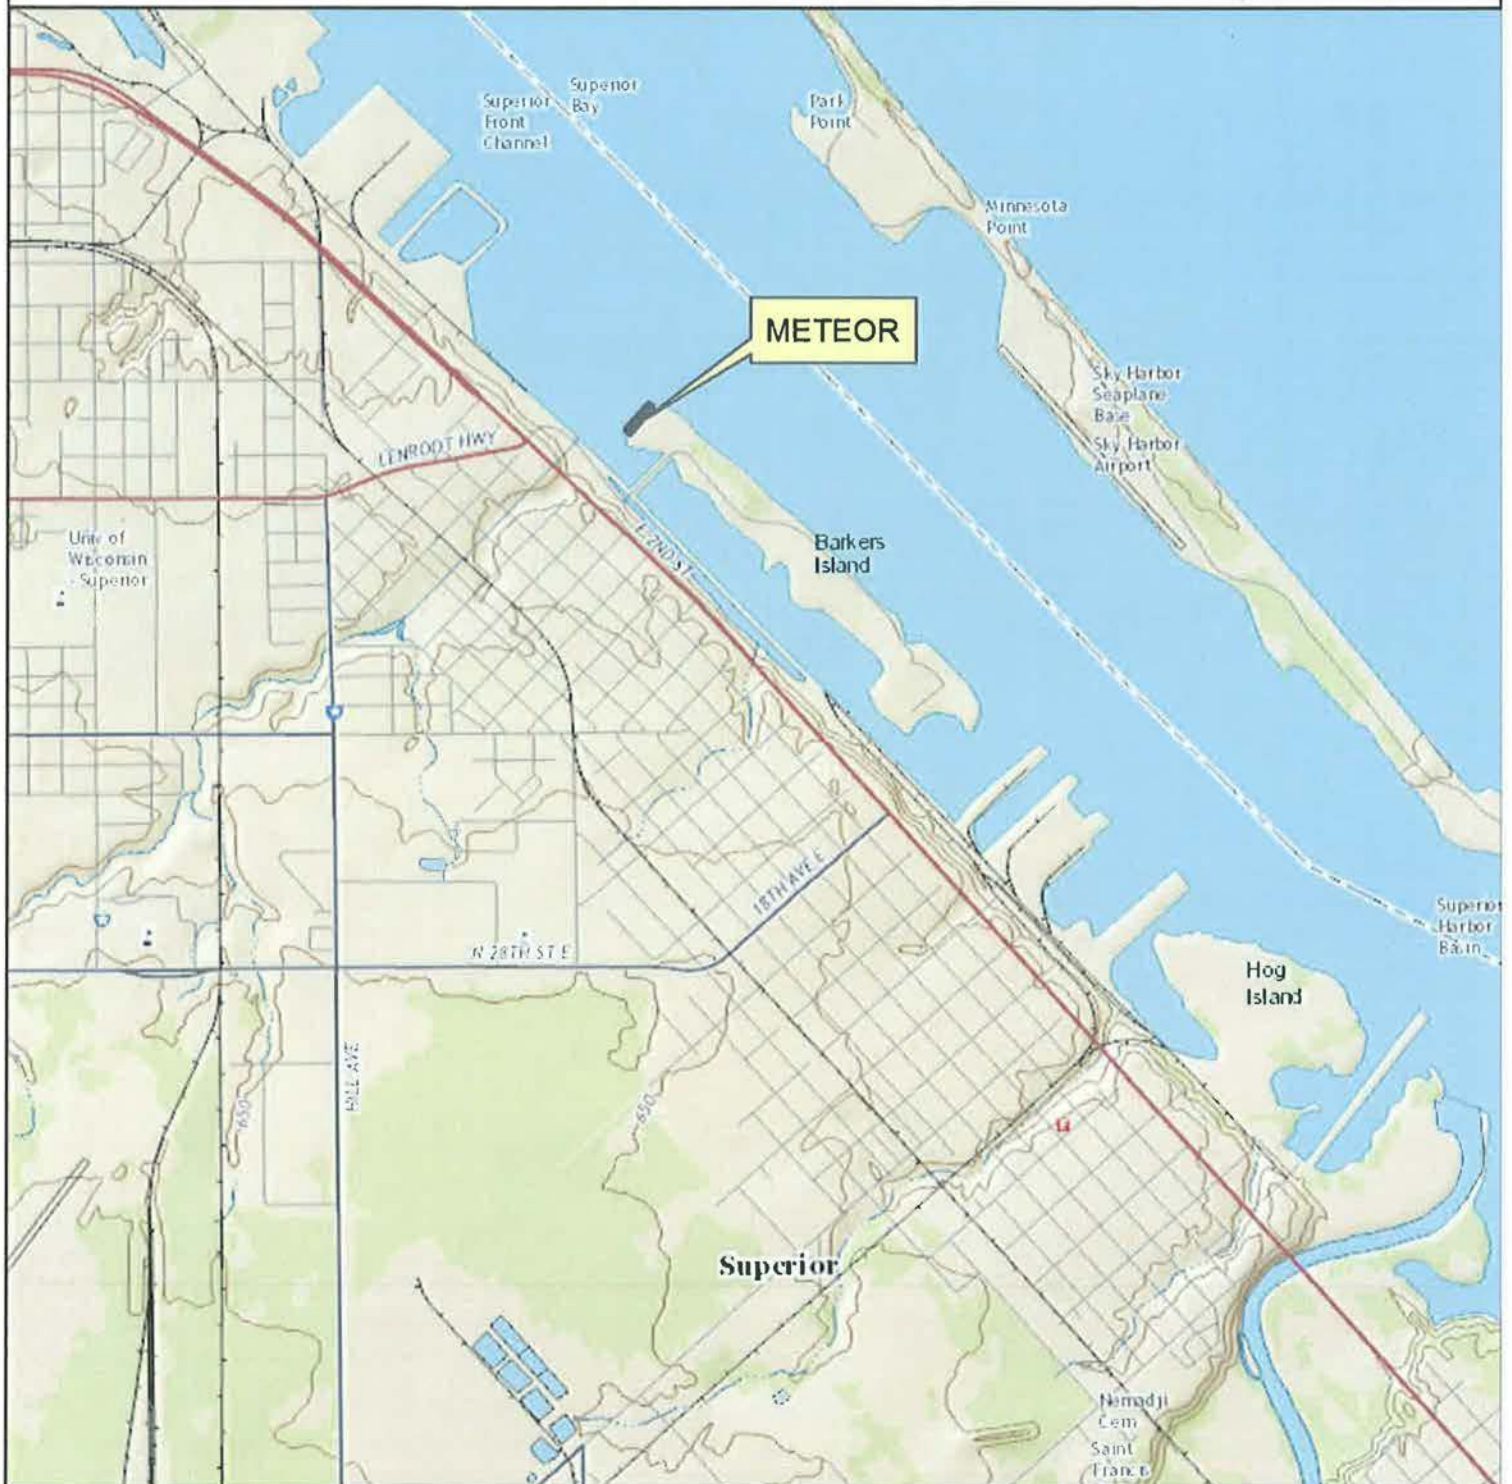 Superior
Bay
Superior
Front
Channel
Park
Point
Minnesota
Point
METEOR
Sky Harbor
Seaplane
Base
Sky Harbor
Airport
LENROOT HWY
E 2ND ST
Univ of
Wisconsin
- Superior
Barkers
Island
18TH AVE E
N 28TH ST E
Superior
Harbor
Basin
Hog
Island
HILL AVE
650
650
Superior
Nemadji
Cem
Saint
Francis